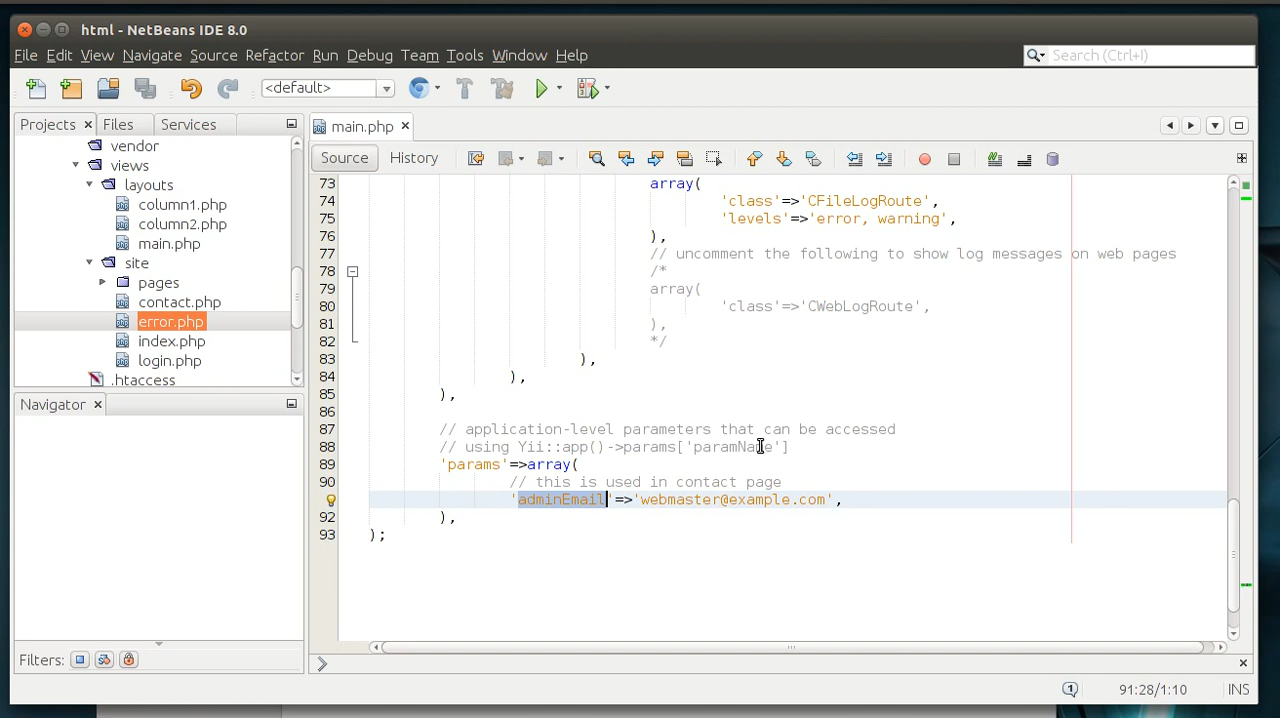 html - NetBeans IDE 8.0
File Edit View Navigate Source Refactor Run Debug Team Tools Window Help
Search (Ctrl+I)
<default>
Projects Files Services
main.php
Source History
vendor
views
layouts
column1.php
column2.php
main.php
site
pages
contact.php
error.php
index.php
login.php
.htaccess
Navigator
Filters:
73 array(
74 'class'=>'CFileLogRoute',
75 'levels'=>'error, warning',
76 ),
77 // uncomment the following to show log messages on web pages
78 /*
79 array(
80 'class'=>'CWebLogRoute',
81 ),
82 */
83 ),
84 ),
85 ),
86
87 // application-level parameters that can be accessed
88 // using Yii::app()->params['paramName']
89 'params'=>array(
90 // this is used in contact page
'adminEmail'=>'webmaster@example.com',
92 ),
93 );
1 91:28/1:10 INS